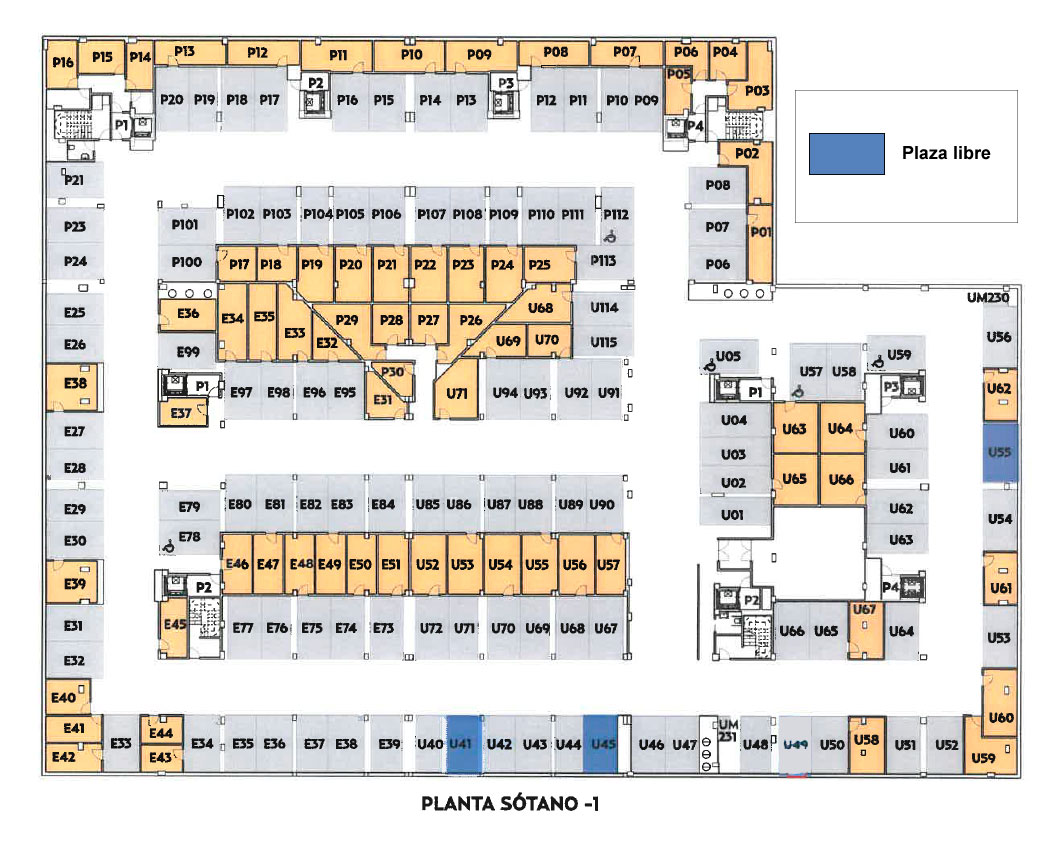 P16 P15 P14 P13 P12 P11 P10 P09 P08 P07 P06 P04
P05 P03
P2 P3
P20 P19 P18 P17 P16 P15 P14 P13 P12 P11 P10 P09
P1 P4
P02
Plaza libre
P21 P08
P102 P103 P104 P105 P106 P107 P108 P109 P110 P111 P112
P23 P101 P07 P01
P24 P100 P17 P18 P19 P20 P21 P22 P23 P24 P25 P113 P06
UM230
E25 E36 E34 E35 E33 E32 P29 P28 P27 P26 U68 U114 U56
E26 E99 U69 U70 U115
U05 U57 U58 U59
E38 P1 P30 P1 P3 U62
E97 E98 E96 E95 E31 U71 U94 U93 U92 U91
E37
E27 U04 U63 U64 U60
E28 U03 U65 U66 U61 U55
U02
E29 E79 E80 E81 E82 E83 E84 U85 U86 U87 U88 U89 U90 U01 U62 U54
E30 E78 U63
E39 E46 E47 E48 E49 E50 E51 U52 U53 U54 U55 U56 U57 U61
P2 P2 P4
E31 E45 E77 E76 E75 E74 E73 U72 U71 U70 U69 U68 U67 U66 U65 U67 U64 U53
E32
E40 U60
E41 E44 UM
231
E42 E33 E43 E34 E35 E36 E37 E38 E39 U40 U41 U42 U43 U44 U45 U46 U47 U48 U49 U50 U58 U51 U52 U59
PLANTA SÓTANO -1